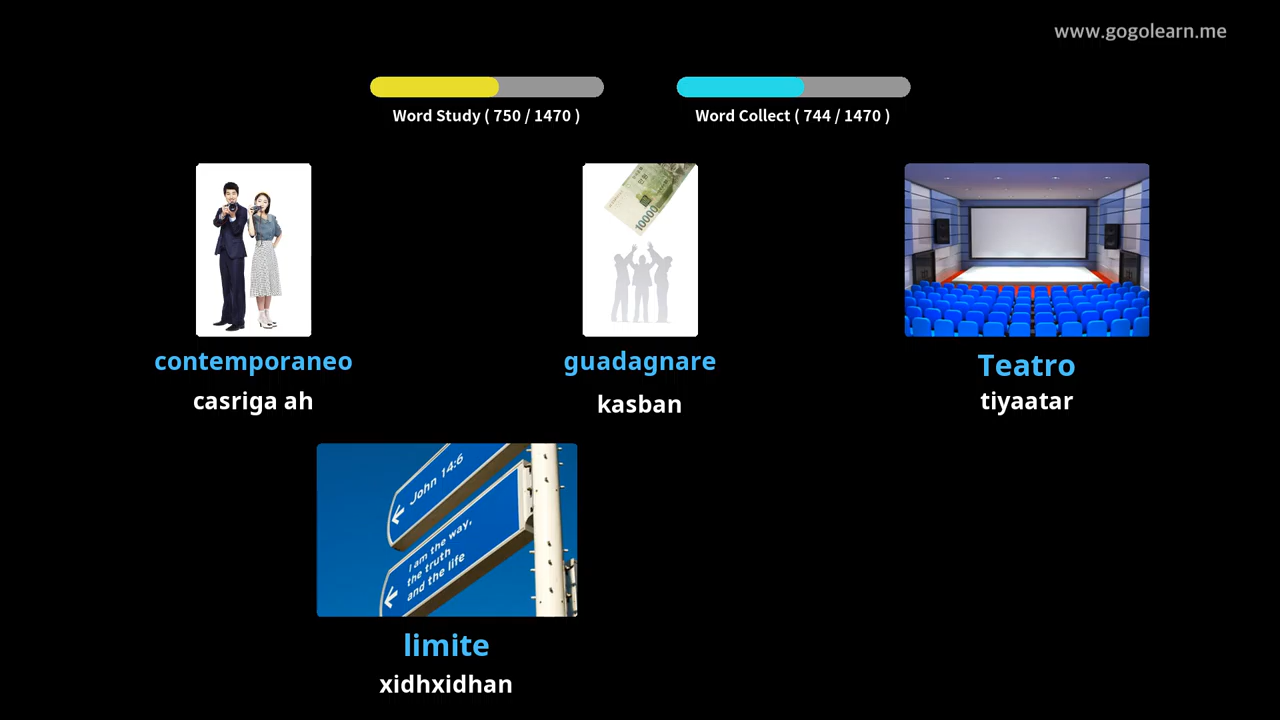 www.gogolearn.me
Word Study ( 750 / 1470 )
Word Collect ( 744 / 1470 )
10000
contemporaneo
guadagnare
Teatro
casriga ah
kasban
tiyaatar
John 14:6
I am the way,
the truth
and the life
limite
xidhxidhan